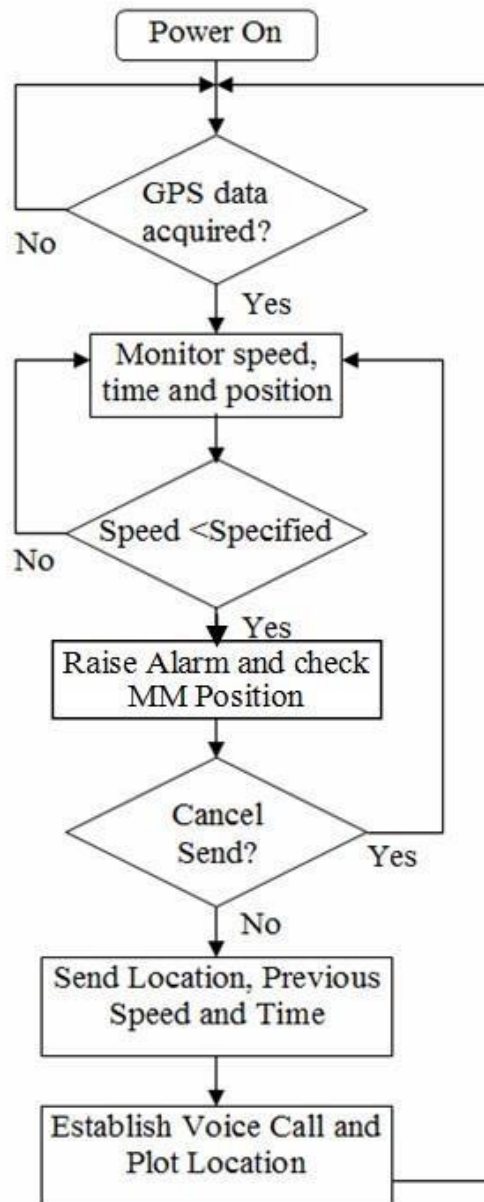 Power On
GPS data
acquired?
No
Yes
Monitor speed,
time and position
Speed <Specified
No
Yes
Raise Alarm and check
MM Position
Cancel
Send?
Yes
No
Send Location, Previous
Speed and Time
Establish Voice Call and
Plot Location